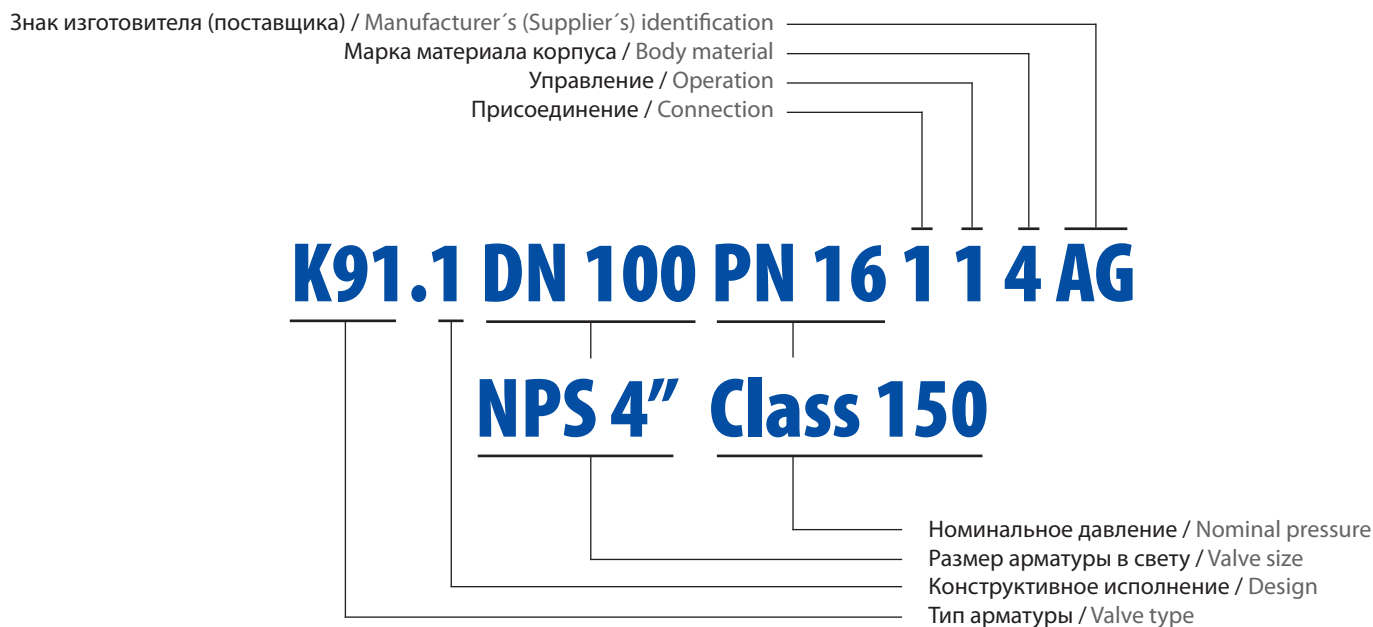 Знак изготовителя (поставщика) / Manufacturer´s (Supplier´s) identification
Марка материала корпуса / Body material
Управление / Operation
Присоединение / Connection
K91.1 DN 100 PN 16 1 1 4 AG
NPS 4” Class 150
Номинальное давление / Nominal pressure
Размер арматуры в свету / Valve size
Конструктивное исполнение / Design
Тип арматуры / Valve type